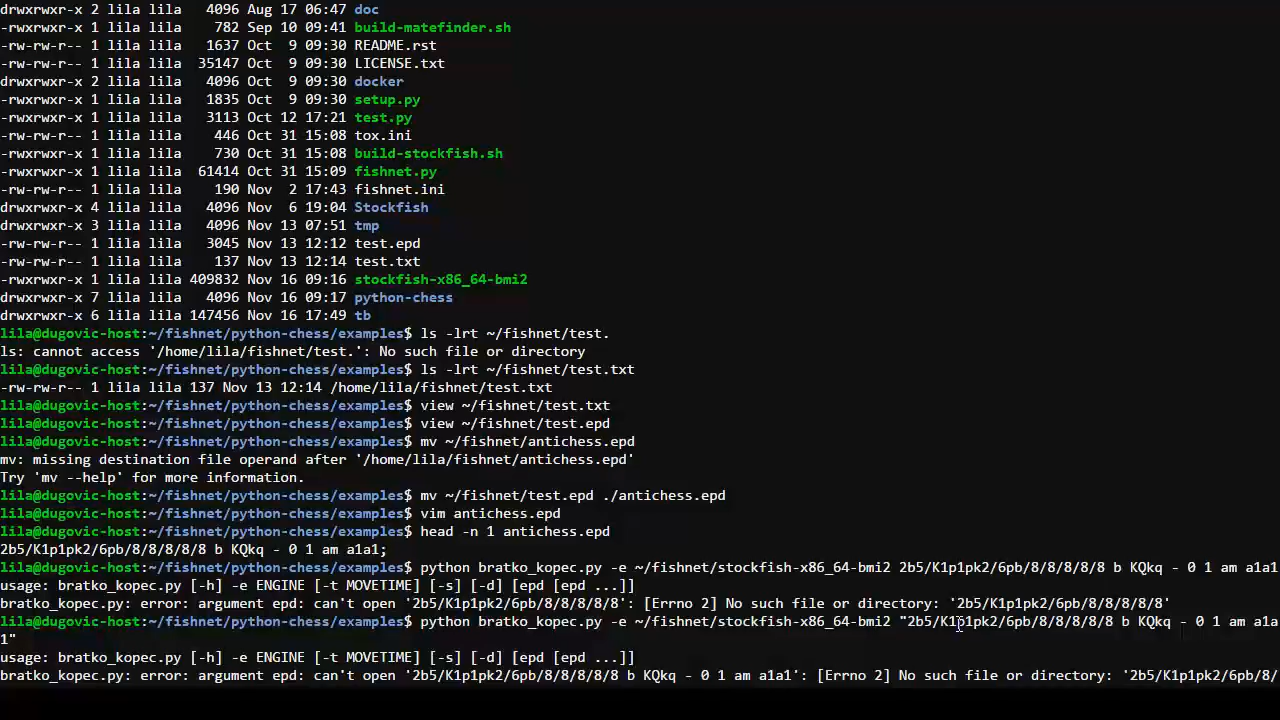 drwxrwxr-x 2 lila lila   4096 Aug 17 06:47 doc
-rwxrwxr-x 1 lila lila    782 Sep 10 09:41 build-matefinder.sh
-rw-rw-r-- 1 lila lila   1637 Oct  9 09:30 README.rst
-rw-rw-r-- 1 lila lila  35147 Oct  9 09:30 LICENSE.txt
drwxrwxr-x 2 lila lila   4096 Oct  9 09:30 docker
-rwxrwxr-x 1 lila lila   1835 Oct  9 09:30 setup.py
-rwxrwxr-x 1 lila lila   3113 Oct 12 17:21 test.py
-rw-rw-r-- 1 lila lila    446 Oct 31 15:08 tox.ini
-rwxrwxr-x 1 lila lila    730 Oct 31 15:08 build-stockfish.sh
-rwxrwxr-x 1 lila lila  61414 Oct 31 15:09 fishnet.py
-rw-rw-r-- 1 lila lila    190 Nov  2 17:43 fishnet.ini
drwxrwxr-x 4 lila lila   4096 Nov  6 19:04 Stockfish
drwxrwxr-x 3 lila lila   4096 Nov 13 07:51 tmp
-rw-rw-r-- 1 lila lila   3045 Nov 13 12:12 test.epd
-rw-rw-r-- 1 lila lila    137 Nov 13 12:14 test.txt
-rwxrwxr-x 1 lila lila 409832 Nov 16 09:16 stockfish-x86_64-bmi2
drwxrwxr-x 7 lila lila   4096 Nov 16 09:17 python-chess
drwxrwxr-x 6 lila lila 147456 Nov 16 17:49 tb
lila@dugovic-host:~/fishnet/python-chess/examples$ ls -lrt ~/fishnet/test.
ls: cannot access '/home/lila/fishnet/test.': No such file or directory
lila@dugovic-host:~/fishnet/python-chess/examples$ ls -lrt ~/fishnet/test.txt
-rw-rw-r-- 1 lila lila 137 Nov 13 12:14 /home/lila/fishnet/test.txt
lila@dugovic-host:~/fishnet/python-chess/examples$ view ~/fishnet/test.txt
lila@dugovic-host:~/fishnet/python-chess/examples$ view ~/fishnet/test.epd
lila@dugovic-host:~/fishnet/python-chess/examples$ mv ~/fishnet/antichess.epd
mv: missing destination file operand after '/home/lila/fishnet/antichess.epd'
Try 'mv --help' for more information.
lila@dugovic-host:~/fishnet/python-chess/examples$ mv ~/fishnet/test.epd ./antichess.epd
lila@dugovic-host:~/fishnet/python-chess/examples$ vim antichess.epd
lila@dugovic-host:~/fishnet/python-chess/examples$ head -n 1 antichess.epd
2b5/K1p1pk2/6pb/8/8/8/8/8 b KQkq - 0 1 am a1a1;
lila@dugovic-host:~/fishnet/python-chess/examples$ python bratko_kopec.py -e ~/fishnet/stockfish-x86_64-bmi2 2b5/K1p1pk2/6pb/8/8/8/8/8 b KQkq - 0 1 am a1a1
usage: bratko_kopec.py [-h] -e ENGINE [-t MOVETIME] [-s] [-d] [epd [epd ...]]
bratko_kopec.py: error: argument epd: can't open '2b5/K1p1pk2/6pb/8/8/8/8/8': [Errno 2] No such file or directory: '2b5/K1p1pk2/6pb/8/8/8/8/8'
lila@dugovic-host:~/fishnet/python-chess/examples$ python bratko_kopec.py -e ~/fishnet/stockfish-x86_64-bmi2 "2b5/K1p1pk2/6pb/8/8/8/8/8 b KQkq - 0 1 am a1a
1"
usage: bratko_kopec.py [-h] -e ENGINE [-t MOVETIME] [-s] [-d] [epd [epd ...]]
bratko_kopec.py: error: argument epd: can't open '2b5/K1p1pk2/6pb/8/8/8/8/8 b KQkq - 0 1 am a1a1': [Errno 2] No such file or directory: '2b5/K1p1pk2/6pb/8/8/